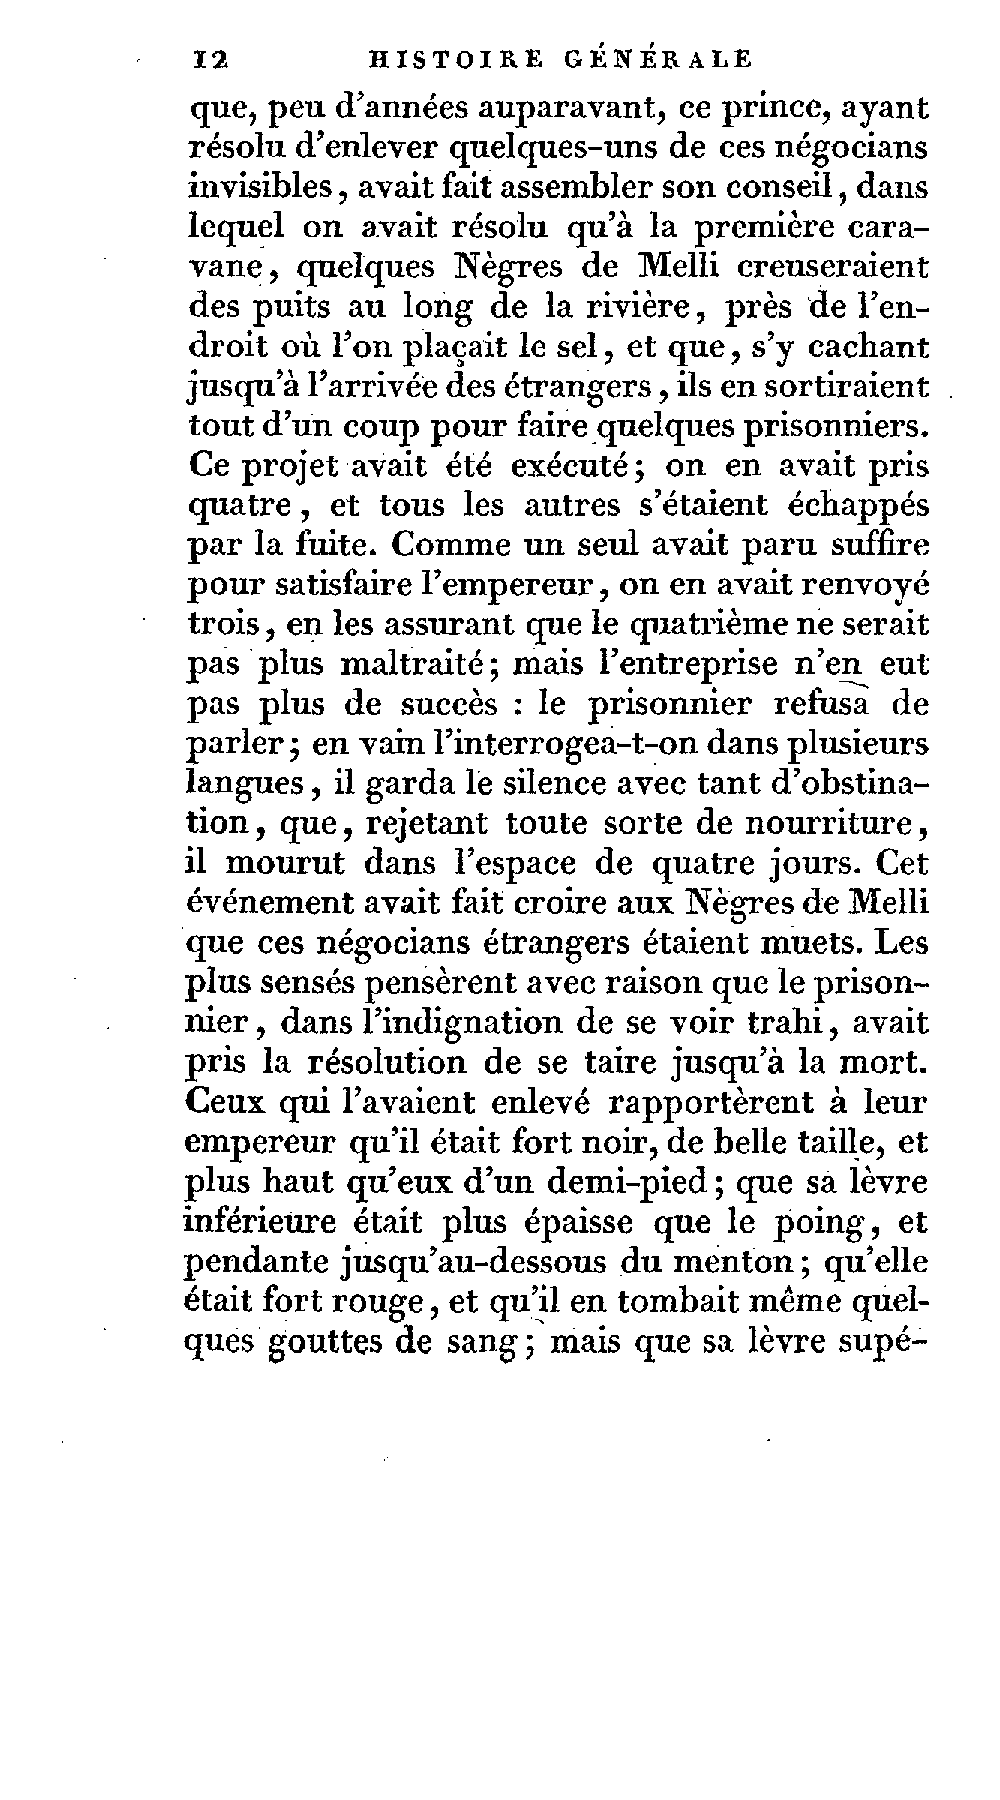 12 HISTOIRE GÉNÉRALE
que, peu d'années auparavant, ce prince, ayant
résolu d'enlever quelques-uns de ces négocians
invisibles, avait fait assembler son conseil, dans
lequel on avait résolu qu'à la première cara-
vane, quelques Nègres de Melli creuseraient
des puits au long de la rivière, près de l'en-
droit où l'on plaçait le sel, et que, s'y cachant
jusqu'à l'arrivée des étrangers, ils en sortiraient
tout d'un coup pour faire quelques prisonniers.
Ce projet avait été exécuté; on en avait pris
quatre, et tous les autres s'étaient échappés
par la fuite. Comme un seul avait paru suffire
pour satisfaire l'empereur, on en avait renvoyé
trois, en les assurant que le quatrième ne serait
pas plus maltraité; mais l'entreprise n'en eut
pas plus de succès : le prisonnier refusa de
parler; en vain l'interrogea-t-on dans plusieurs
langues, il garda le silence avec tant d'obstina-
tion, que, rejetant toute sorte de nourriture,
il mourut dans l'espace de quatre jours. Cet
événement avait fait croire aux Nègres de Melli
que ces négocians étrangers étaient muets. Les
plus sensés pensèrent avec raison que le prison-
nier, dans l'indignation de se voir trahi, avait
pris la résolution de se taire jusqu'à la mort.
Ceux qui l'avaient enlevé rapportèrent à leur
empereur qu'il était fort noir, de belle taille, et
plus haut qu'eux d'un demi-pied; que sa lèvre
inférieure était plus épaisse que le poing, et
pendante jusqu'au-dessous du menton; qu'elle
était fort rouge, et qu'il en tombait même quel-
ques gouttes de sang; mais que sa lèvre supé-